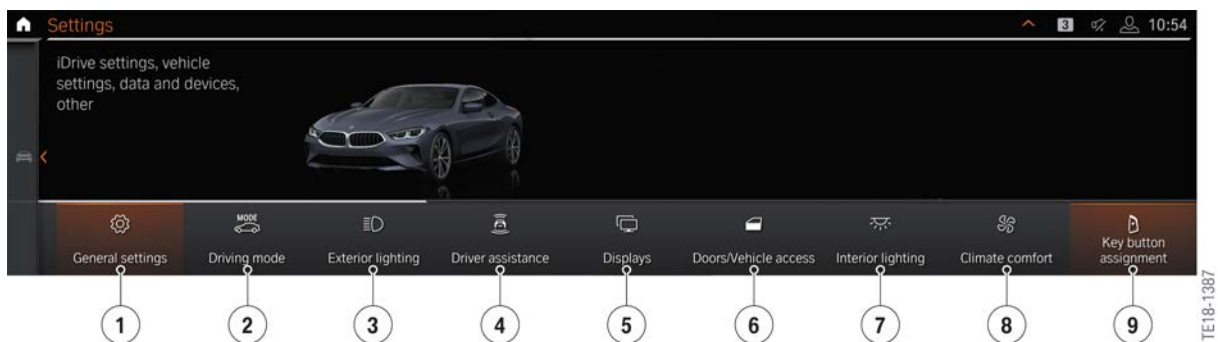 Settings
3
10:54
iDrive settings, vehicle
settings, data and devices,
other
MODE
General settings
Driving mode
Exterior lighting
Driver assistance
Displays
Doors/Vehicle access
Interior lighting
Climate comfort
Key button
assignment
1
2
3
4
5
6
7
8
9
TE18-1387